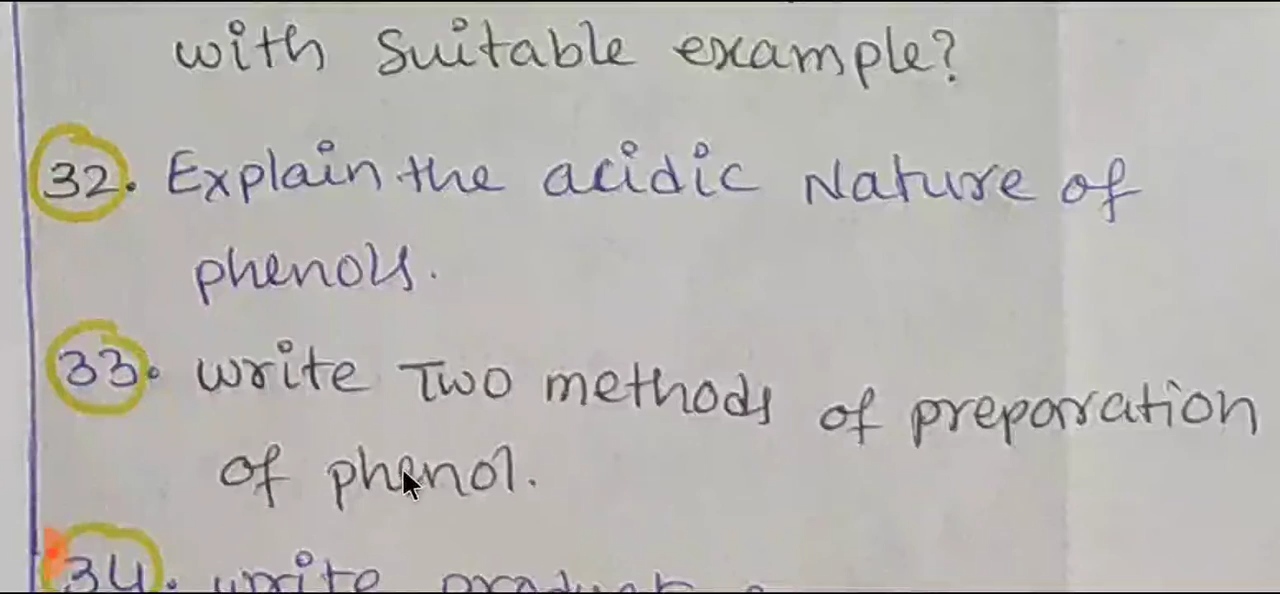 with suitable example?
32. Explain the acidic Nature of
phenols.
33. write Two methods of preparation
of phenol.
34. write product